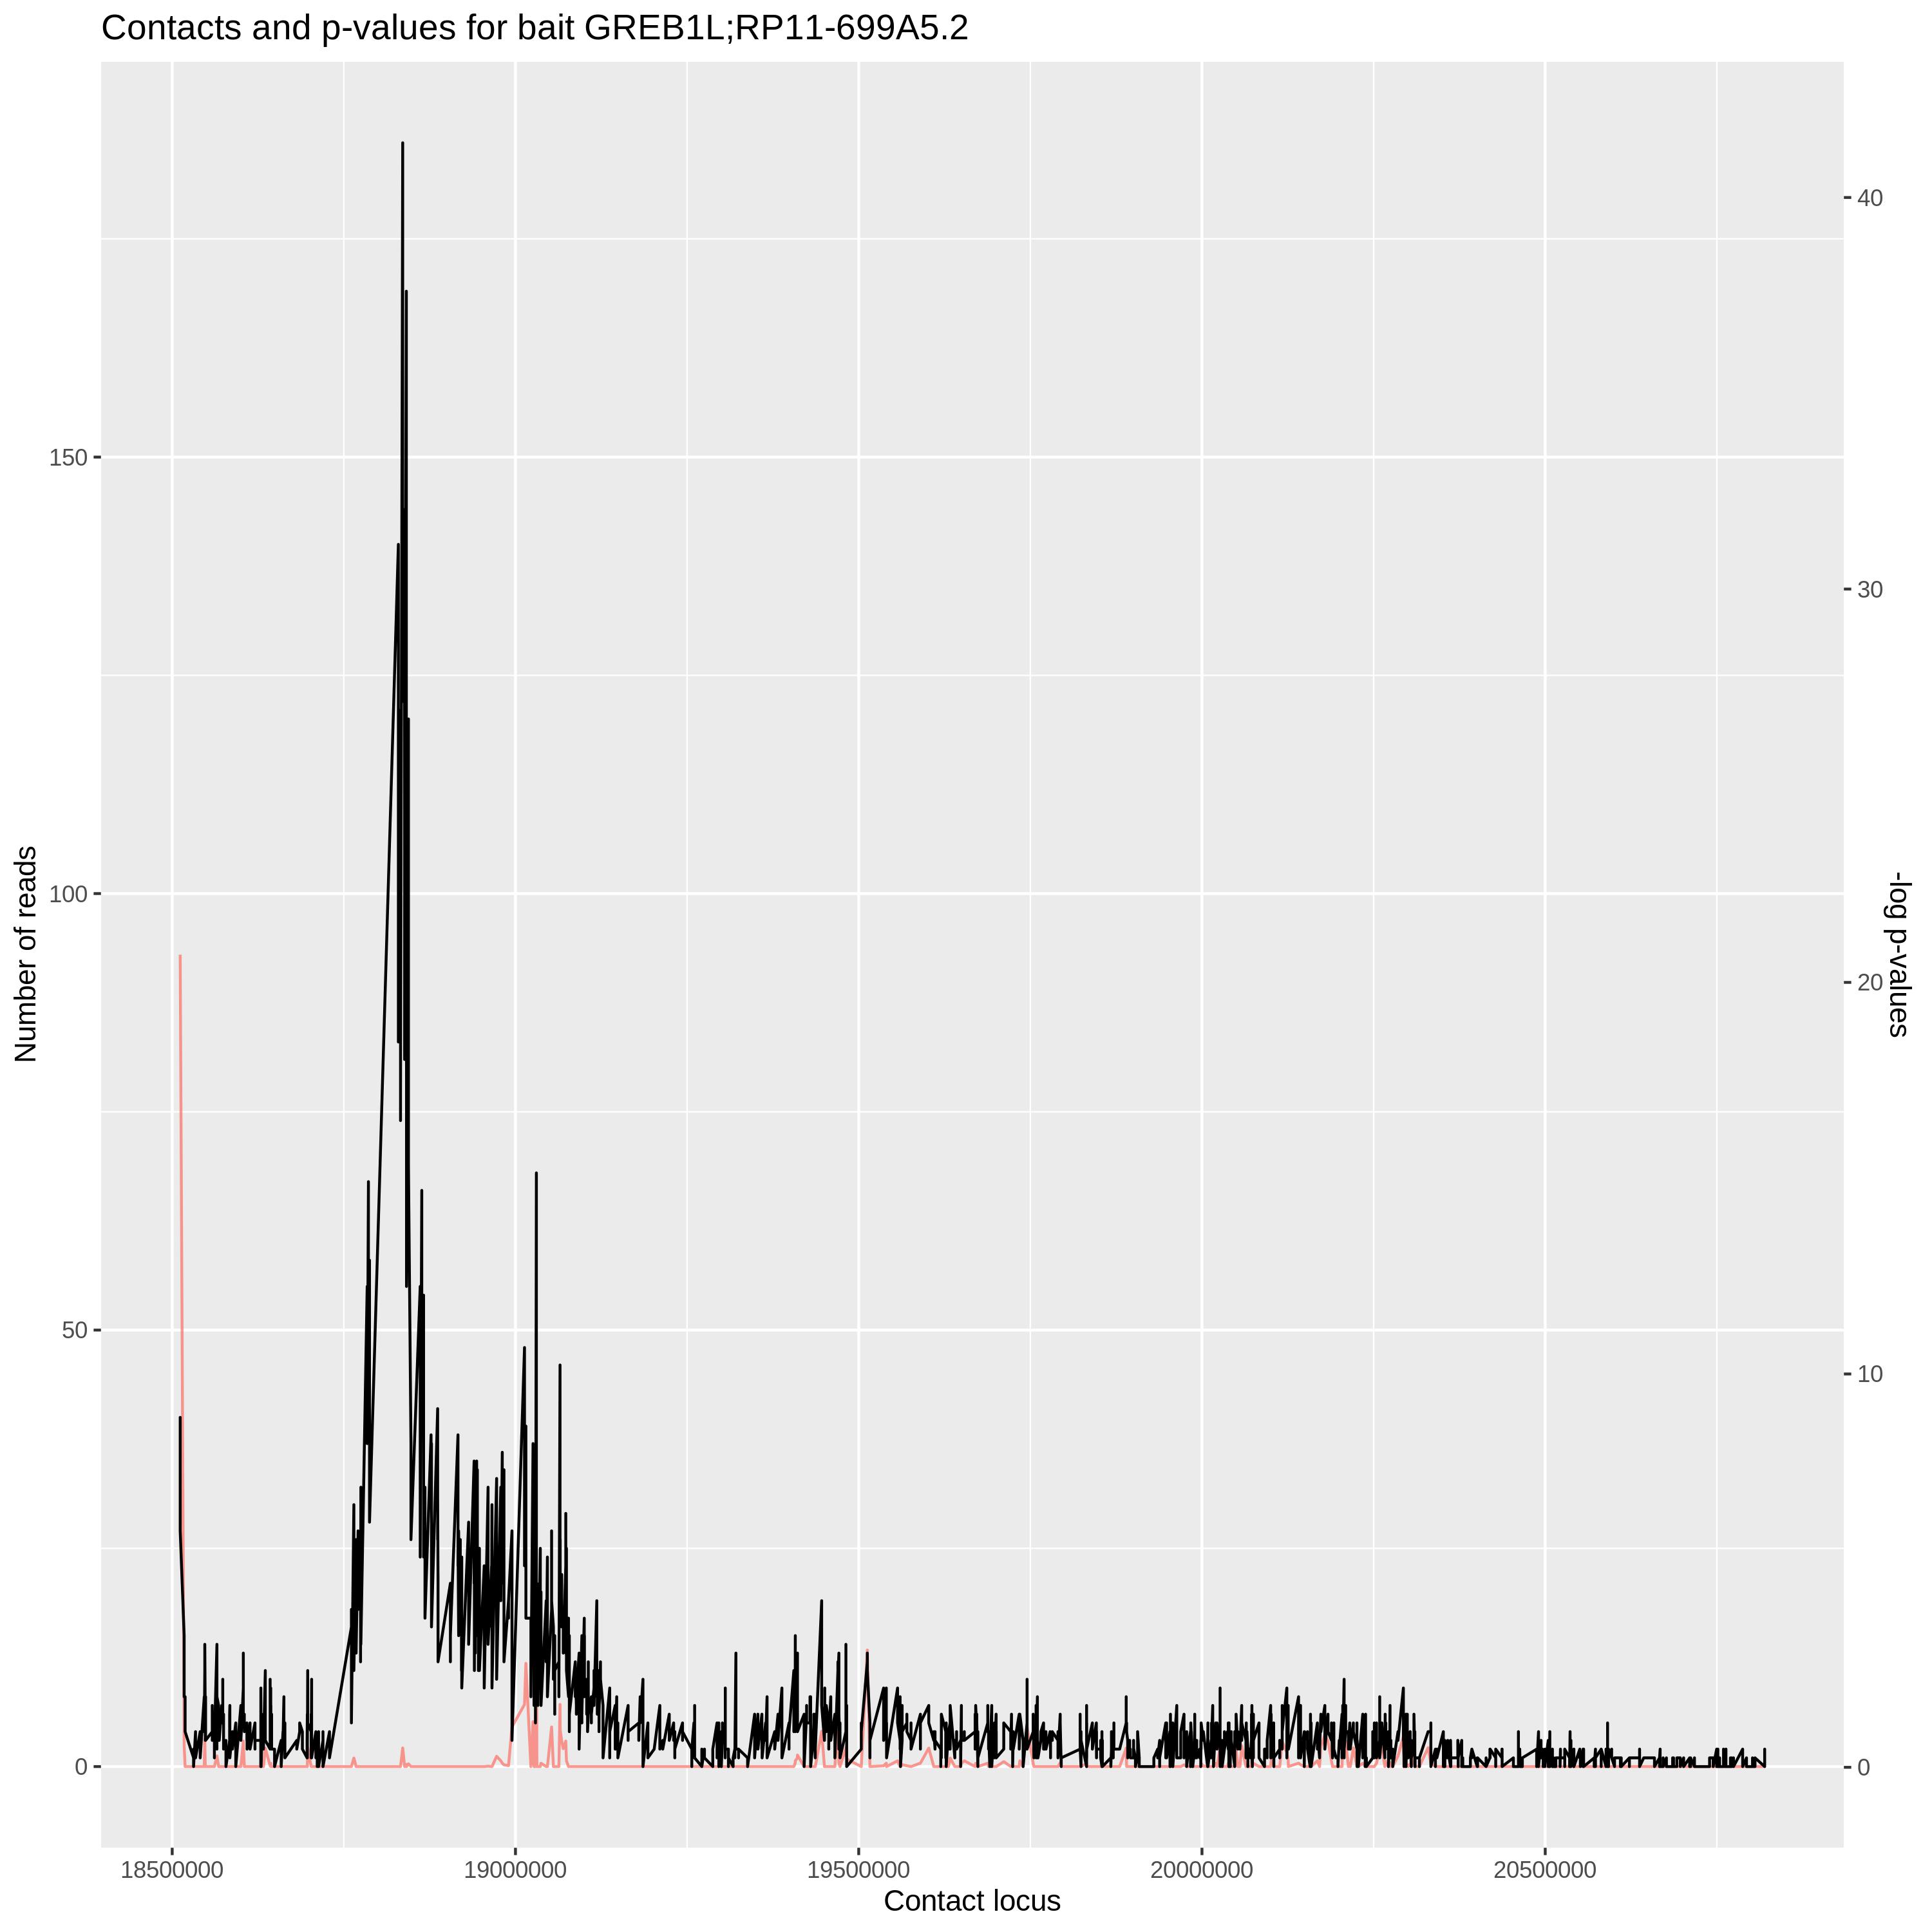 Contacts and p-values for bait GREB1L;RP11-699A5.2
Number of reads
150
100
50
0
40
30
20
10
0
-log p-values
18500000 19000000 19500000 20000000 20500000
Contact locus